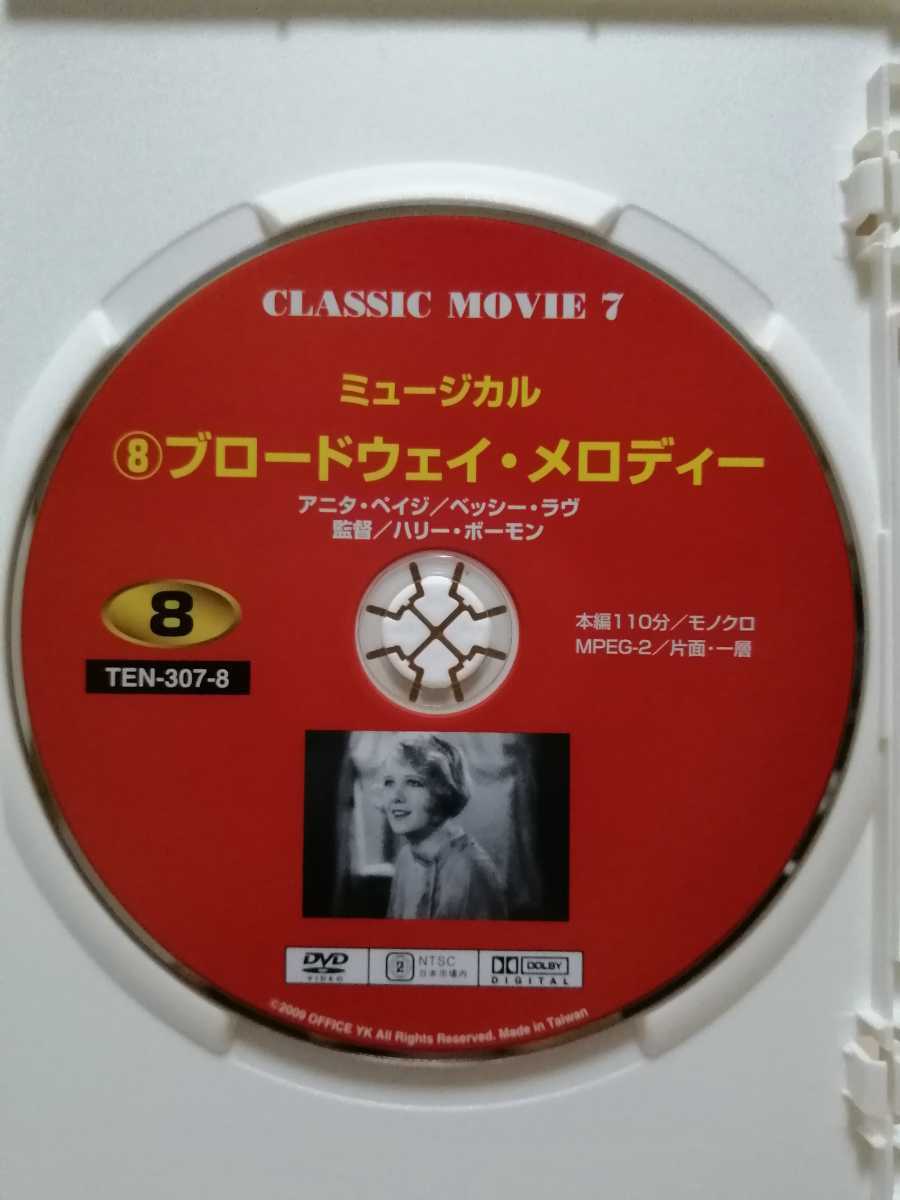 CLASSIC MOVIE 7
ミュージカル
⑧ブロードウェイ・メロディー
アニタ・ペイジ／ベッシー・ラヴ
監督／ハリー・ボーモン
8
TEN-307-8
本編110分／モノクロ
MPEG-2／片面・一層
DVD
VIDEO
2
NTSC
日本市場内
DOLBY
DIGITAL
©2009 OFFICE YK All Rights Reserved. Made in Taiwan